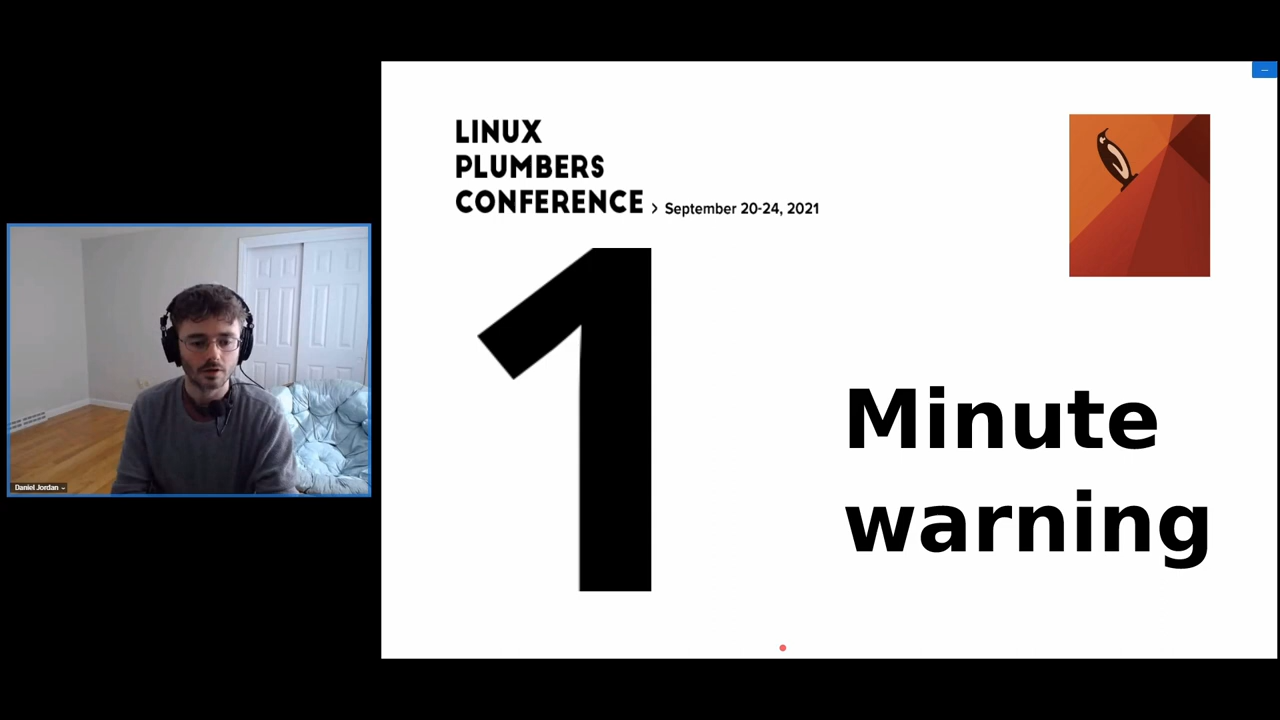 LINUX
PLUMBERS
CONFERENCE › September 20-24, 2021
1
Minute
warning
Daniel Jordan